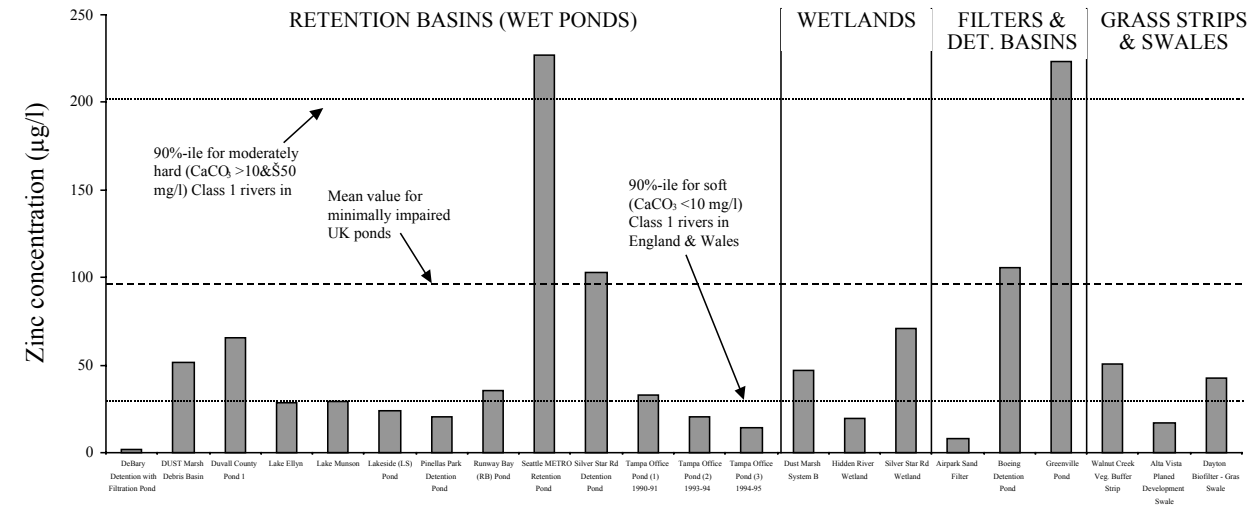 RETENTION BASINS (WET PONDS)
WETLANDS
FILTERS &
DET. BASINS
GRASS STRIPS
& SWALES
Zinc concentration (µg/l)
250
200
150
100
50
0
90%-ile for moderately
hard (CaCO₃ >10&Š50
mg/l) Class 1 rivers in
Mean value for
minimally impaired
UK ponds
90%-ile for soft
(CaCO₃ <10 mg/l)
Class 1 rivers in
England & Wales
DeBary
Detention with
Filtration Pond
DUST Marsh
Debris Basin
Duvall County
Pond 1
Lake Ellyn
Lake Munson
Lakeside (LS)
Pond
Pinellas Park
Detention
Pond
Runway Bay
(RB) Pond
Seattle METRO
Retention
Pond
Silver Star Rd
Detention
Pond
Tampa Office
Pond (1)
1990-91
Tampa Office
Pond (2)
1993-94
Tampa Office
Pond (3)
1994-95
Dust Marsh
System B
Hidden River
Wetland
Silver Star Rd
Wetland
Airpark Sand
Filter
Boeing
Detention
Pond
Greenville
Pond
Walnut Creek
Veg. Buffer
Strip
Alta Vista
Planed
Development
Swale
Dayton
Biofilter - Gras
Swale